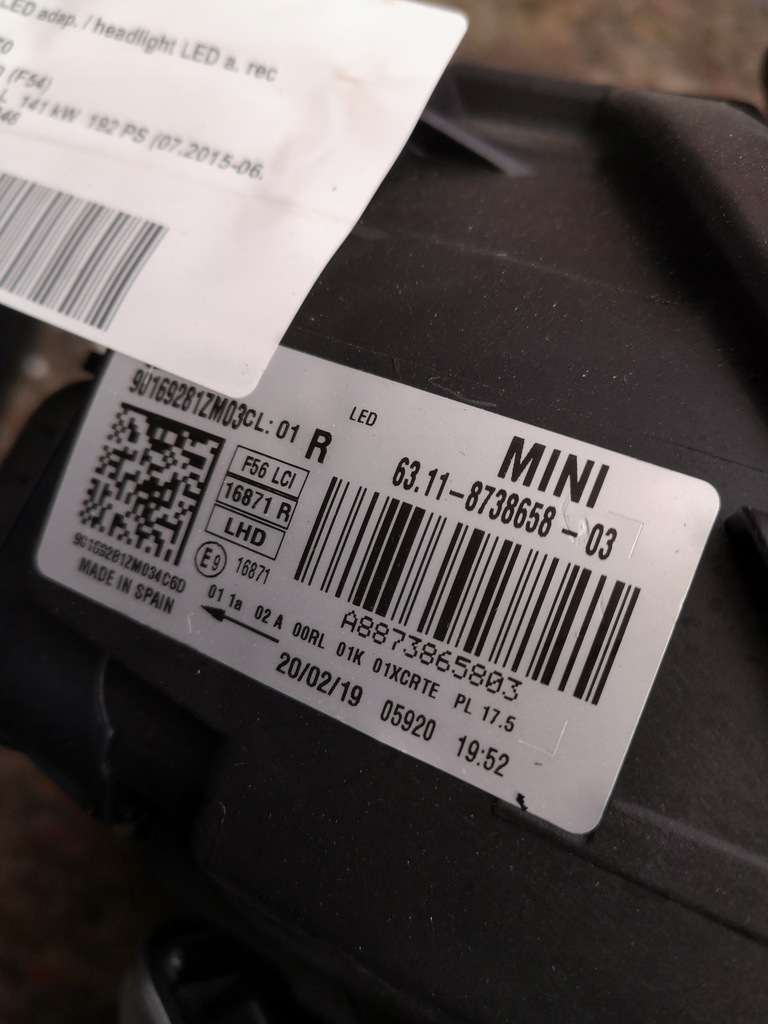 LED adap. / headlight LED a. rec
(F54)
141 kW 192 PS (07.2015-06.
9U169281ZM03CL: 01 R
LED
MINI
63.11-8738658 - 03
F56 LCI
16871 R
LHD
E9 16871
9U169281ZM034C6D
MADE IN SPAIN
A8873865803
01 1a 02 A 00RL 01K 01XCRTE PL 17.5
20/02/19 05920 19:52